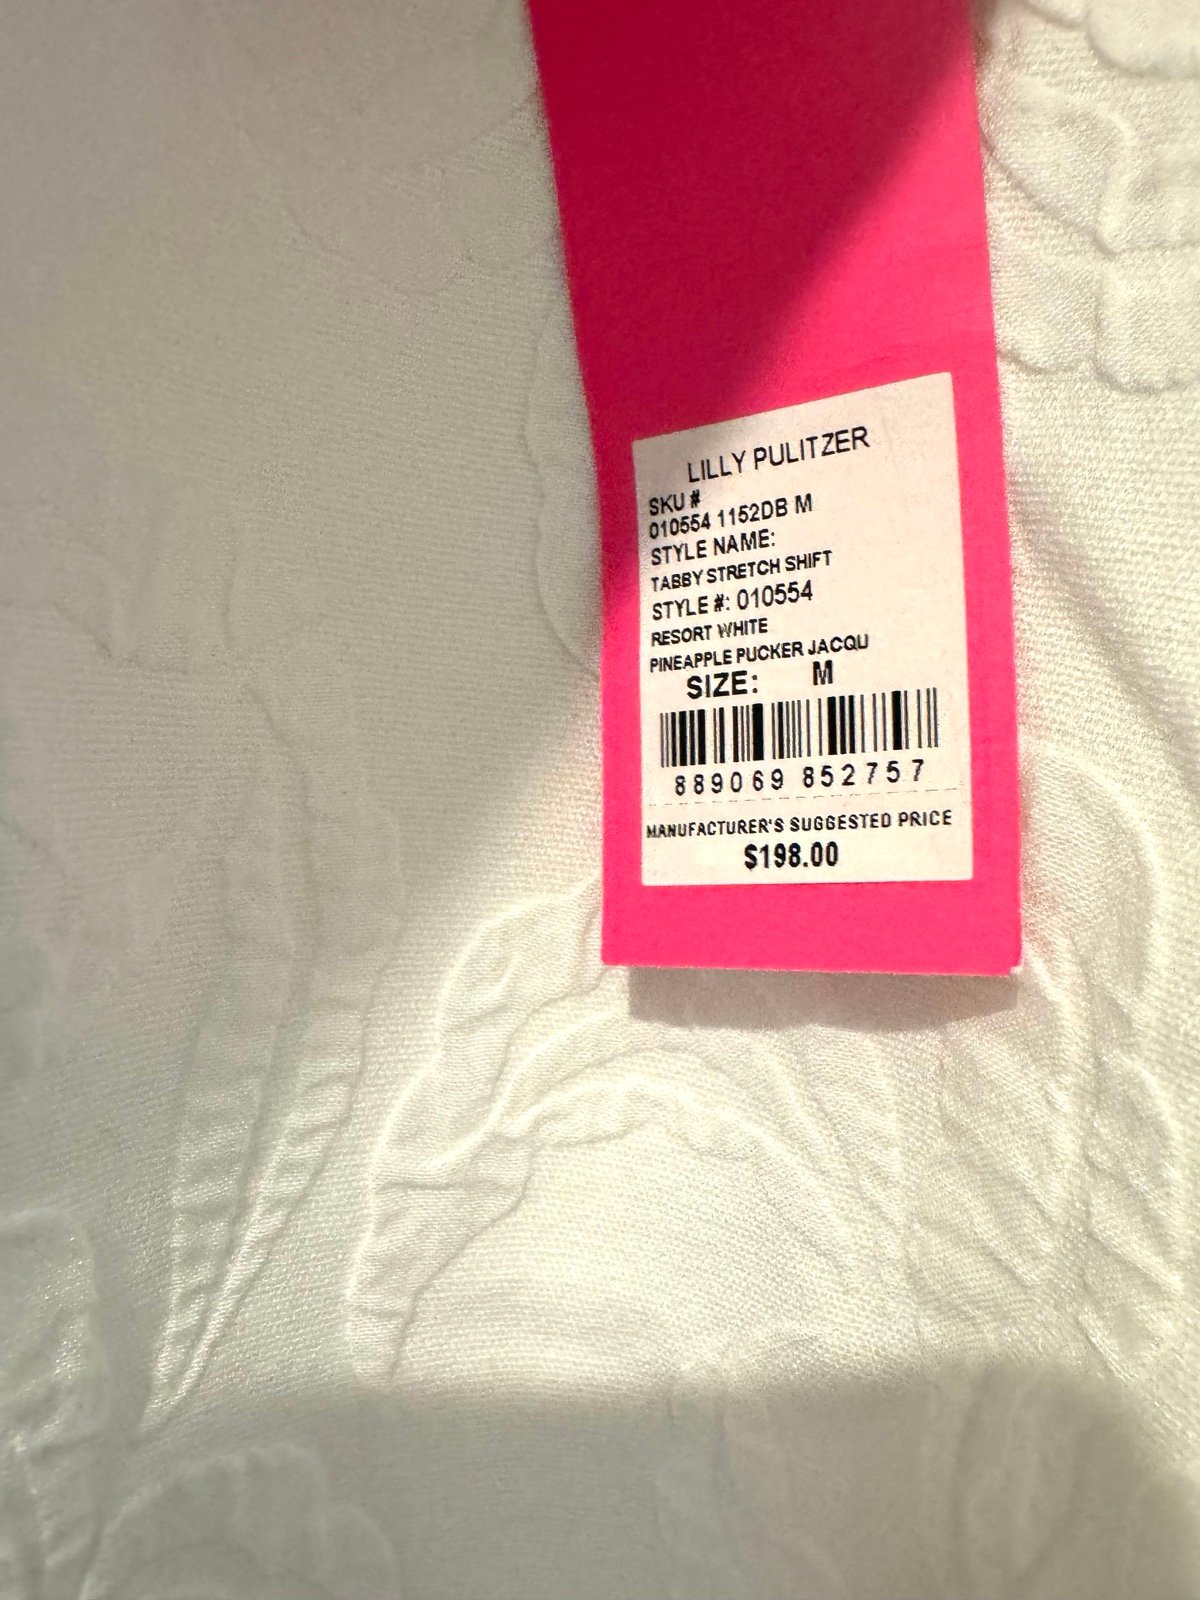 LILLY PULITZER
SKU #
010554 1152DB M
STYLE NAME:
TABBY STRETCH SHIFT
STYLE #: 010554
RESORT WHITE
PINEAPPLE PUCKER JACQU
SIZE: M
889069 852757
MANUFACTURER'S SUGGESTED PRICE
$198.00